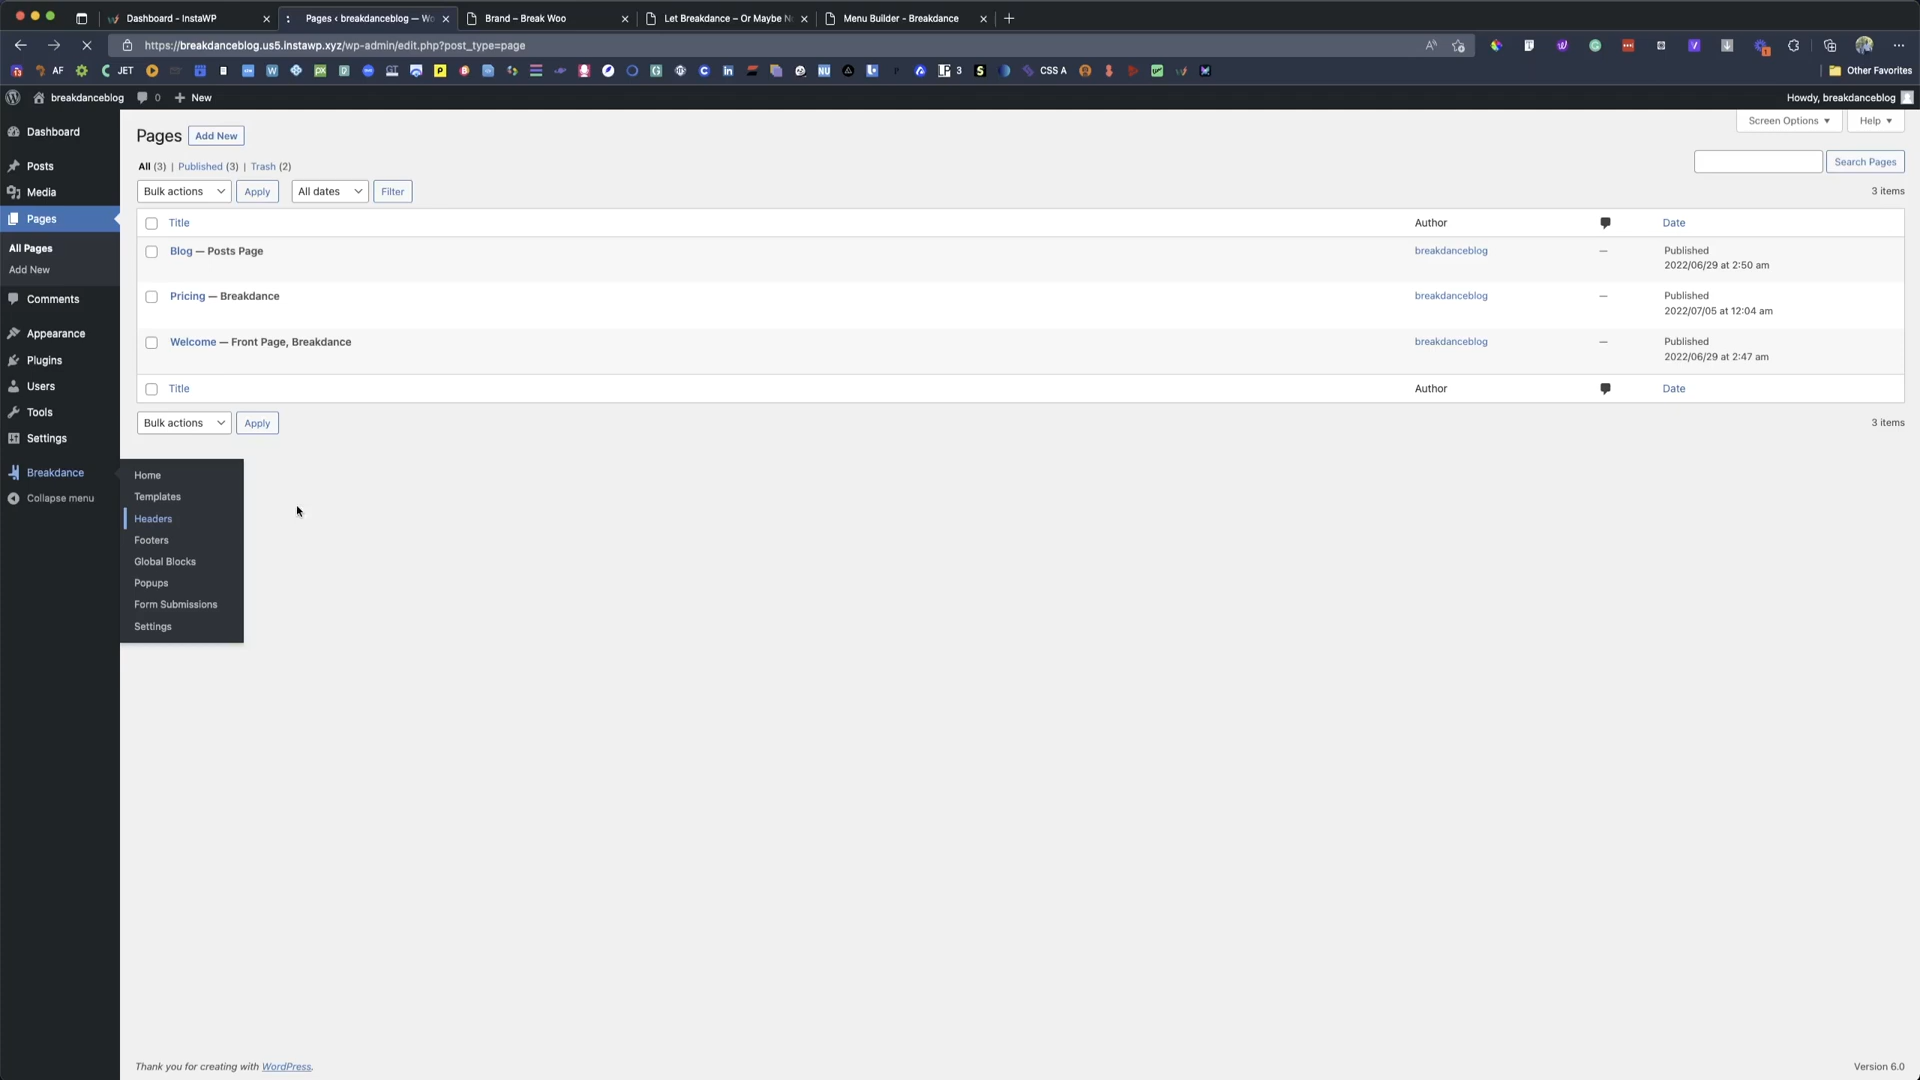 Dashboard - InstaWP
Pages ‹ breakdanceblog — Wo
Brand – Break Woo
Let Breakdance – Or Maybe N
Menu Builder - Breakdance
https://breakdanceblog.us5.instawp.xyz/wp-admin/edit.php?post_type=page
AF
JET
3
CSS A
Other Favorites
breakdanceblog
0
New
Howdy, breakdanceblog
Dashboard
Posts
Media
Pages
All Pages
Add New
Comments
Appearance
Plugins
Users
Tools
Settings
Breakdance
Collapse menu
Home
Templates
Headers
Footers
Global Blocks
Popups
Form Submissions
Settings
Pages
Add New
Screen Options
Help
All (3) | Published (3) | Trash (2)
Search Pages
Bulk actions
Apply
All dates
Filter
3 items
Title
Author
Date
Blog — Posts Page
breakdanceblog
—
Published
2022/06/29 at 2:50 am
Pricing — Breakdance
breakdanceblog
—
Published
2022/07/05 at 12:04 am
Welcome — Front Page, Breakdance
breakdanceblog
—
Published
2022/06/29 at 2:47 am
Title
Author
Date
Bulk actions
Apply
3 items
Thank you for creating with WordPress.
Version 6.0